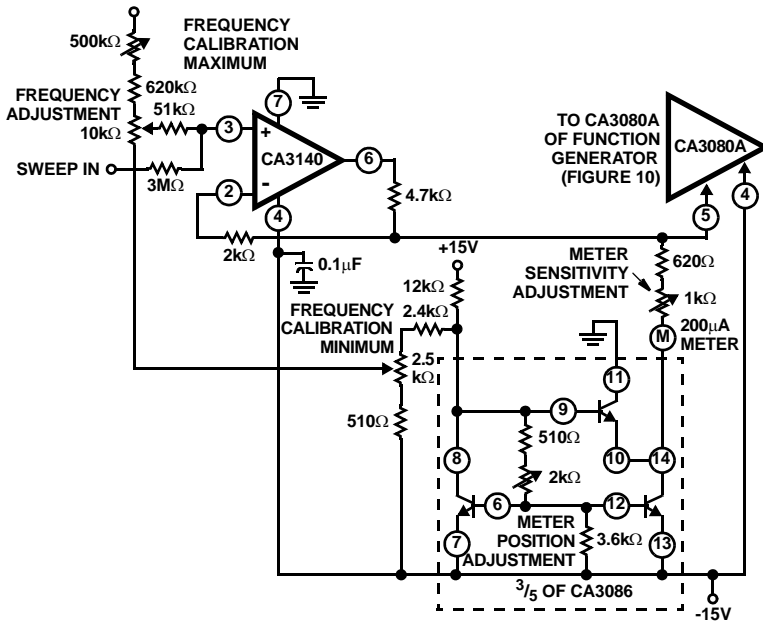 500kΩ
FREQUENCY
CALIBRATION
MAXIMUM
620kΩ
FREQUENCY
ADJUSTMENT
10kΩ
51kΩ
SWEEP IN
3MΩ
7
3
+
CA3140
6
2
-
4
4.7kΩ
2kΩ
0.1µF
TO CA3080A
OF FUNCTION
GENERATOR
(FIGURE 10)
CA3080A
4
5
+15V
12kΩ
2.4kΩ
FREQUENCY
CALIBRATION
MINIMUM
2.5
kΩ
510Ω
METER
SENSITIVITY
ADJUSTMENT
620Ω
1kΩ
M
200µA
METER
11
9
510Ω
10
14
8
2kΩ
6
12
METER
POSITION
ADJUSTMENT
3.6kΩ
7
13
3/5 OF CA3086
-15V